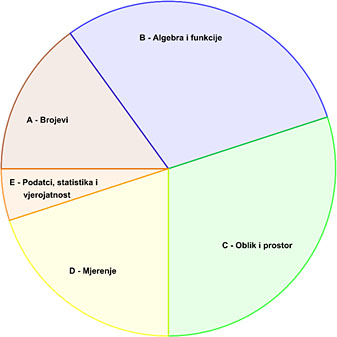 B - Algebra i funkcije
A - Brojevi
E - Podatci, statistika i
vjerojatnost
C - Oblik i prostor
D - Mjerenje